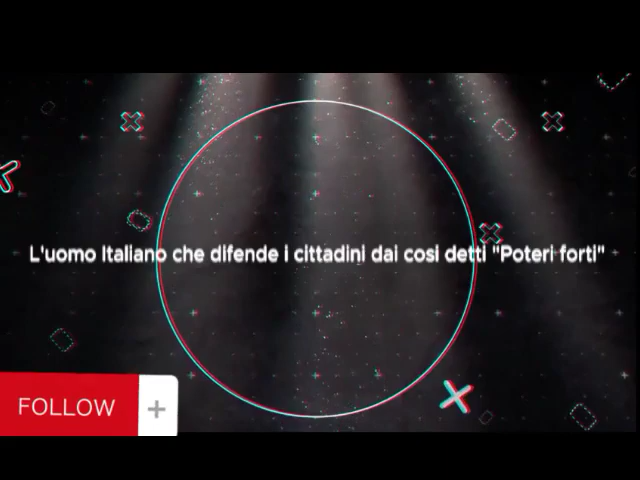 L'uomo Italiano che difende i cittadini dai cosi detti "Poteri forti"
FOLLOW +